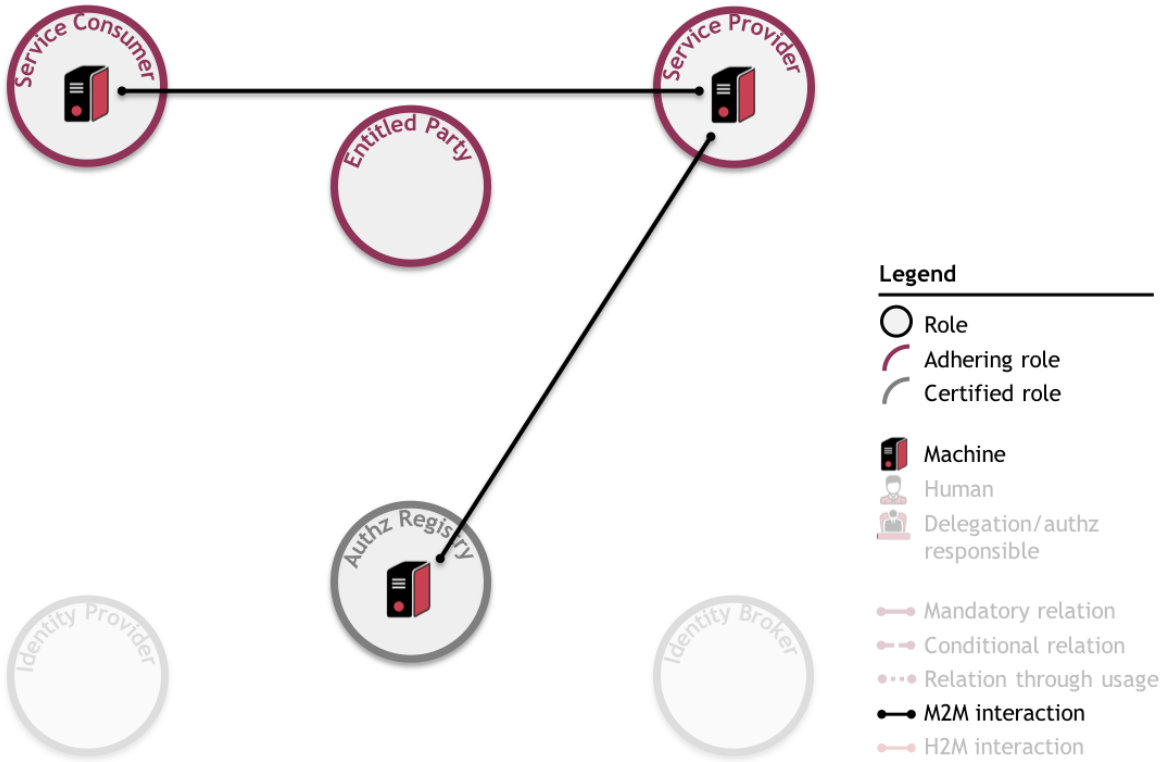 Service Consumer
Service Provider
Entitled Party
Legend
Role
Adhering role
Certified role
Machine
Human
Delegation/authz
responsible
Authz Registry
Identity Provider
Identity Broker
Mandatory relation
Conditional relation
Relation through usage
M2M interaction
H2M interaction